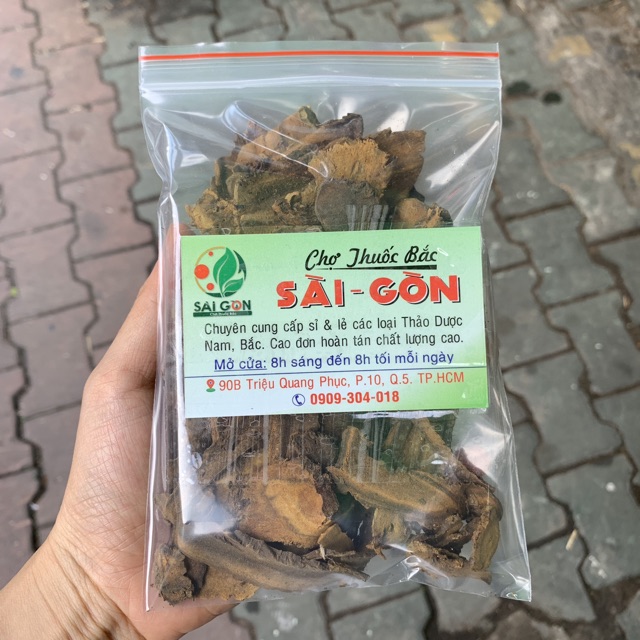 Chợ Thuốc Bắc
SÀI-GÒN
SÀI GÒN
Chuyên cung cấp sỉ & lẻ các loại Thảo Dược
Nam, Bắc. Cao đơn hoàn tán chất lượng cao.
Mở cửa: 8h sáng đến 8h tối mỗi ngày
90B Triệu Quang Phục, P.10, Q.5. TP.HCM
0909-304-018